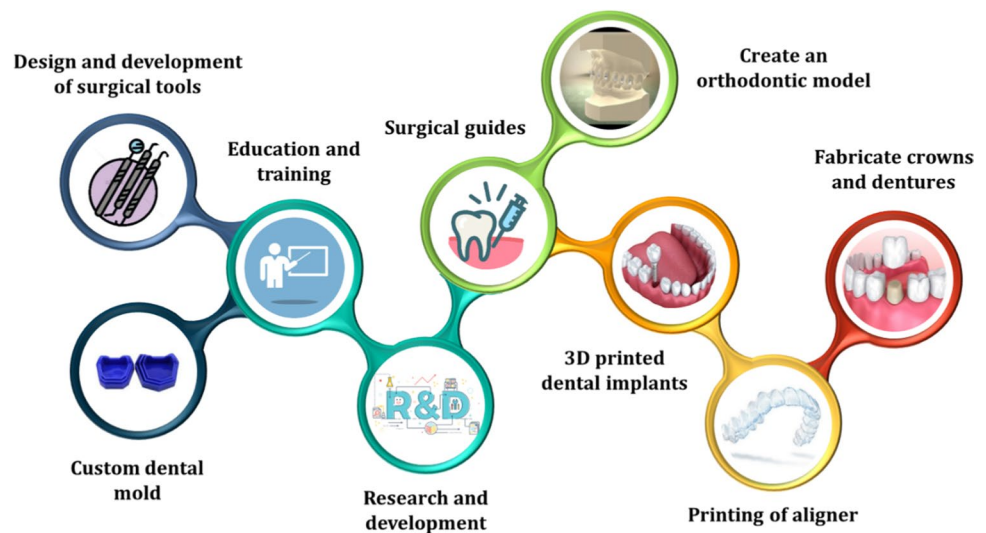 Design and development
of surgical tools
Education and
training
Surgical guides
Create an
orthodontic model
Fabricate crowns
and dentures
Custom dental
mold
R&D
Research and
development
3D printed
dental implants
Printing of aligner